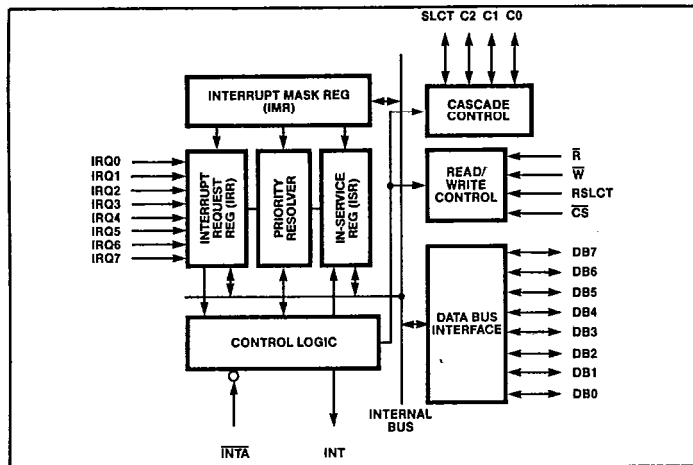 SLCT C2 C1 C0
INTERRUPT MASK REG
(IMR)
CASCADE
CONTROL
IRQ0
IRQ1
IRQ2
IRQ3
IRQ4
IRQ5
IRQ6
IRQ7
INTERRUPT
REQUEST
REG (IRR)
PRIORITY
RESOLVER
IN-SERVICE
REG (ISR)
READ/
WRITE
CONTROL
R̅
W̅
RSLCT
C̅S̅
DATA BUS
INTERFACE
DB7
DB6
DB5
DB4
DB3
DB2
DB1
DB0
CONTROL LOGIC
INTERNAL
BUS
I̅N̅T̅A̅
INT